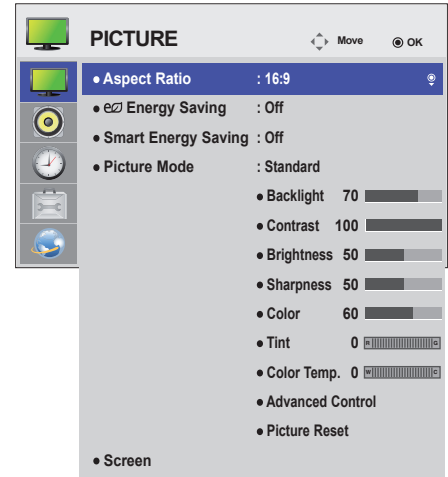 PICTURE Move OK
● Aspect Ratio : 16:9
● Energy Saving : Off
● Smart Energy Saving : Off
● Picture Mode : Standard
● Backlight 70
● Contrast 100
● Brightness 50
● Sharpness 50
● Color 60
● Tint 0 R G
● Color Temp. 0 W C
● Advanced Control
● Picture Reset
● Screen